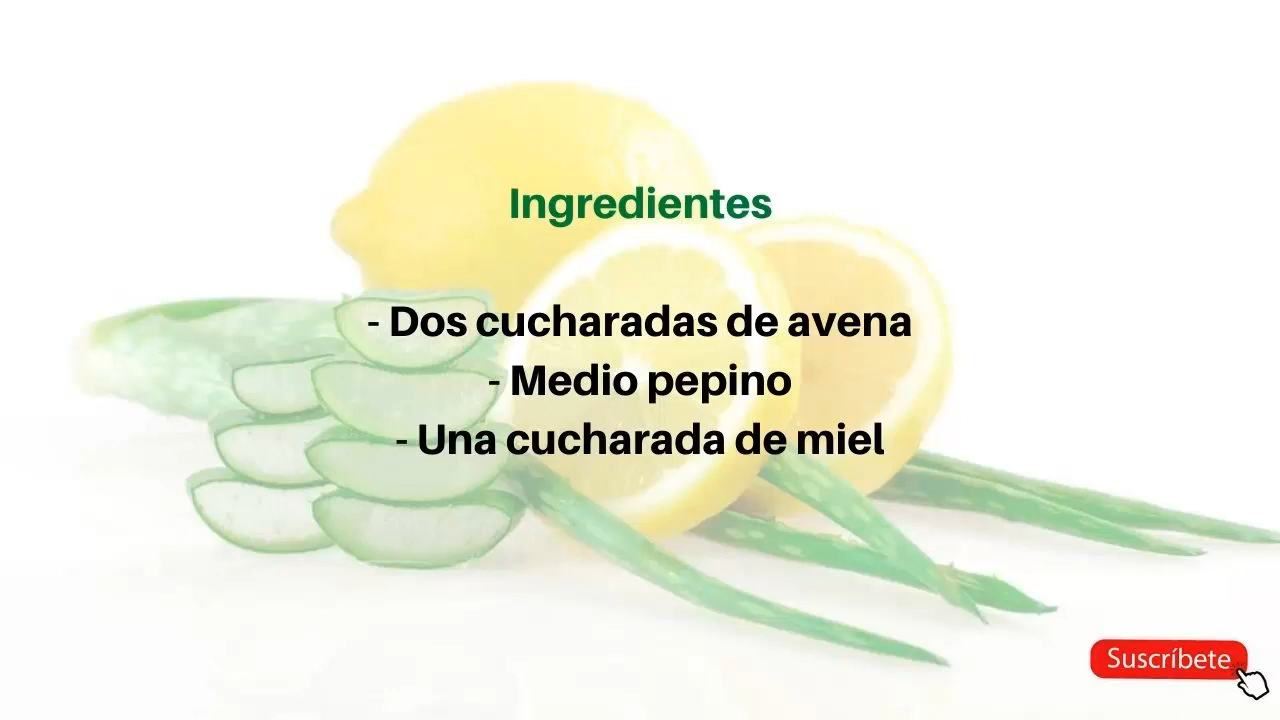 Ingredientes
- Dos cucharadas de avena
- Medio pepino
- Una cucharada de miel
Suscríbete